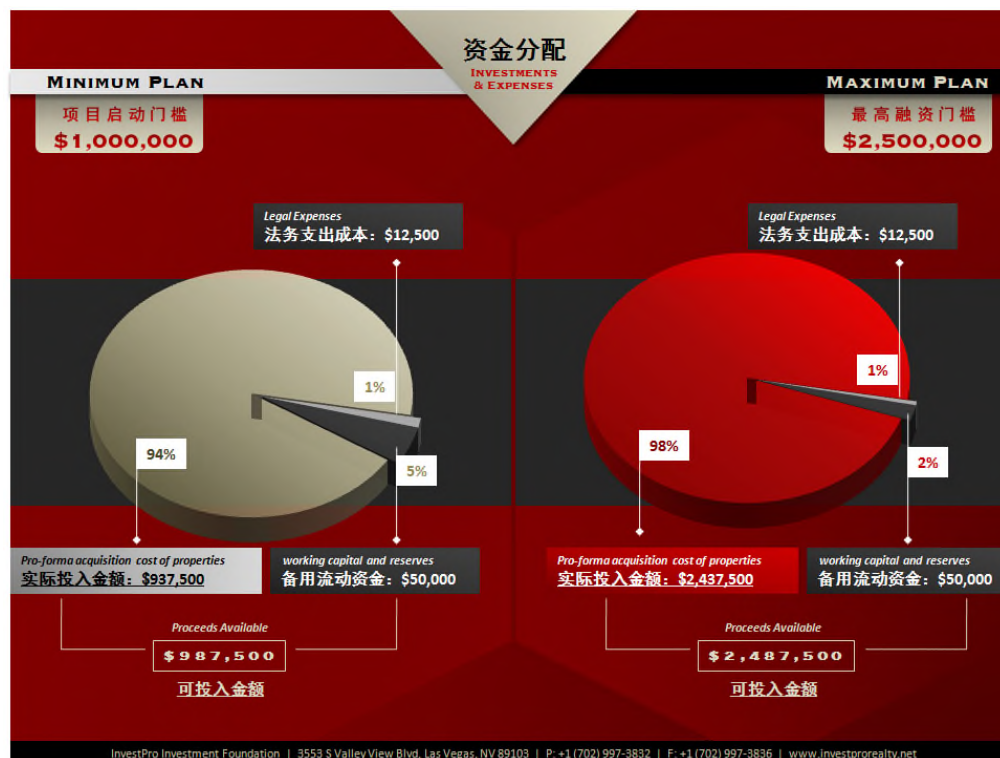 资金分配
INVESTMENTS
& EXPENSES
MINIMUM PLAN
项目启动门槛
$1,000,000
MAXIMUM PLAN
最高融资门槛
$2,500,000
Legal Expenses
法务支出成本：$12,500
1%
94%
5%
Pro-forma acquisition cost of properties
实际投入金额：$937,500
working capital and reserves
备用流动资金：$50,000
Proceeds Available
$987,500
可投入金额
Legal Expenses
法务支出成本：$12,500
1%
98%
2%
Pro-forma acquisition cost of properties
实际投入金额：$2,437,500
working capital and reserves
备用流动资金：$50,000
Proceeds Available
$2,487,500
可投入金额
InvestPro Investment Foundation | 3553 S Valley View Blvd, Las Vegas, NV 89103 | P: +1 (702) 997-3832 | F: +1 (702) 997-3836 | www.investprorealty.net